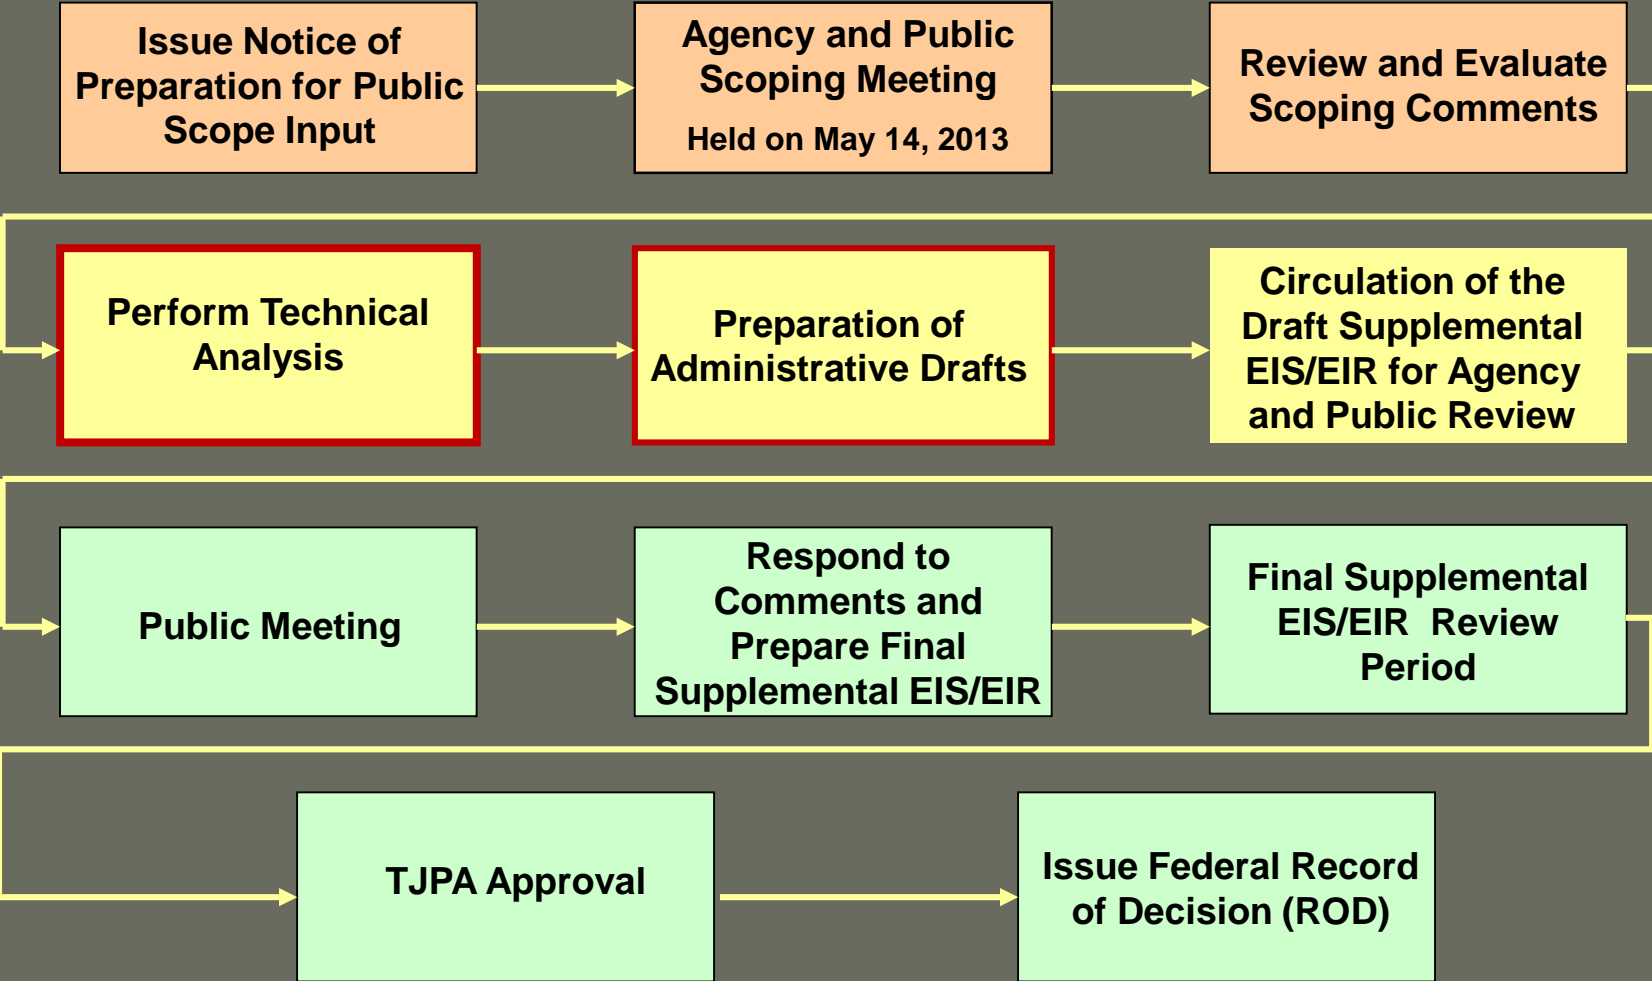 Issue Notice of
Preparation for Public
Scope Input
Agency and Public
Scoping Meeting
Held on May 14, 2013
Review and Evaluate
Scoping Comments
Perform Technical
Analysis
Preparation of
Administrative Drafts
Circulation of the
Draft Supplemental
EIS/EIR for Agency
and Public Review
Public Meeting
Respond to
Comments and
Prepare Final
Supplemental EIS/EIR
Final Supplemental
EIS/EIR Review
Period
TJPA Approval
Issue Federal Record
of Decision (ROD)